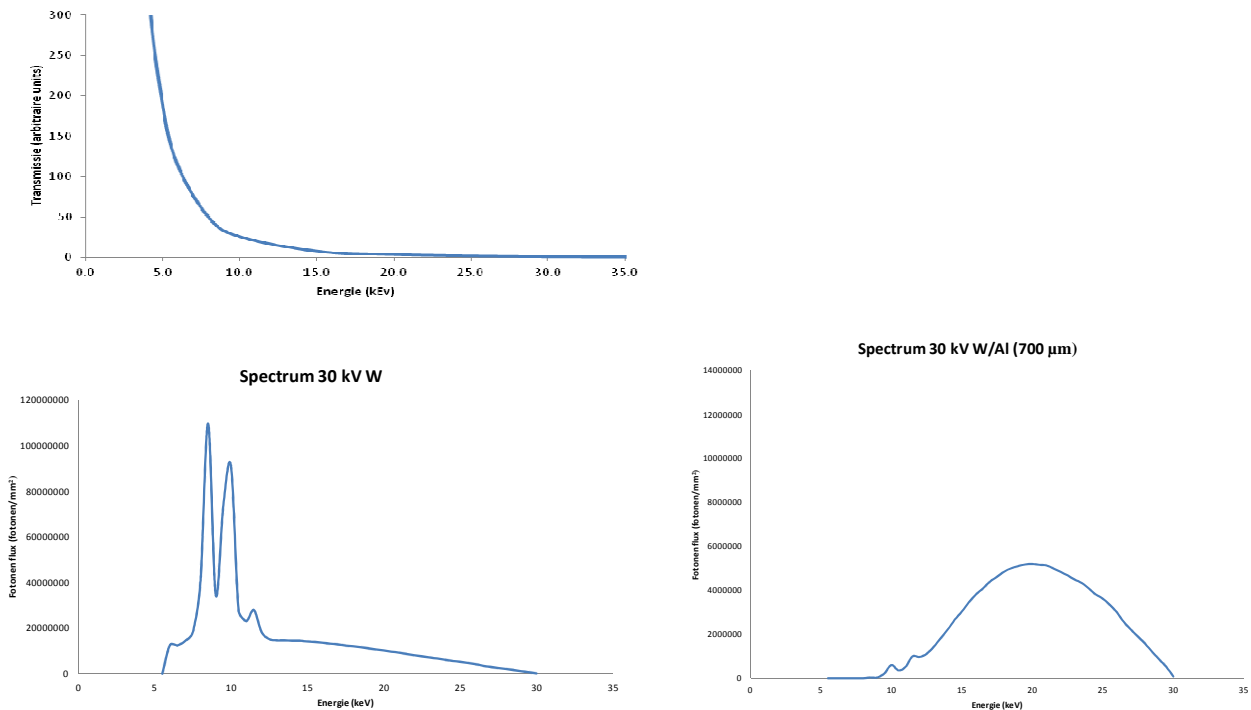 Transmissie (arbitraire units)
300
250
200
150
100
50
0
0.0 5.0 10.0 15.0 20.0 25.0 30.0 35.0
Energie (kEv)
Spectrum 30 kV W
Fotonen flux (fotonen/mm²)
120000000
100000000
80000000
60000000
40000000
20000000
0
0 5 10 15 20 25 30 35
Energie (keV)
Spectrum 30 kV W/Al (700 µm)
Fotonen flux (fotonen/mm²)
14000000
12000000
10000000
8000000
6000000
4000000
2000000
0
0 5 10 15 20 25 30 35
Energie (keV)